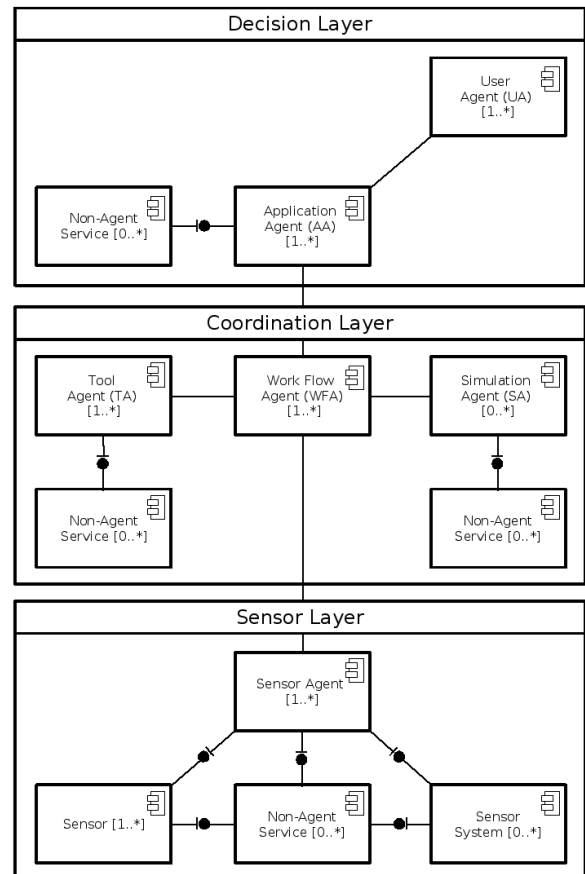 Decision Layer
User
Agent (UA)
[1..*]
Non-Agent
Service [0..*]
Application
Agent (AA)
[1..*]
Coordination Layer
Tool
Agent (TA)
[1..*]
Work Flow
Agent (WFA)
[1..*]
Simulation
Agent (SA)
[0..*]
Non-Agent
Service [0..*]
Non-Agent
Service [0..*]
Sensor Layer
Sensor Agent
[1..*]
Sensor [1..*]
Non-Agent
Service [0..*]
Sensor
System [0..*]